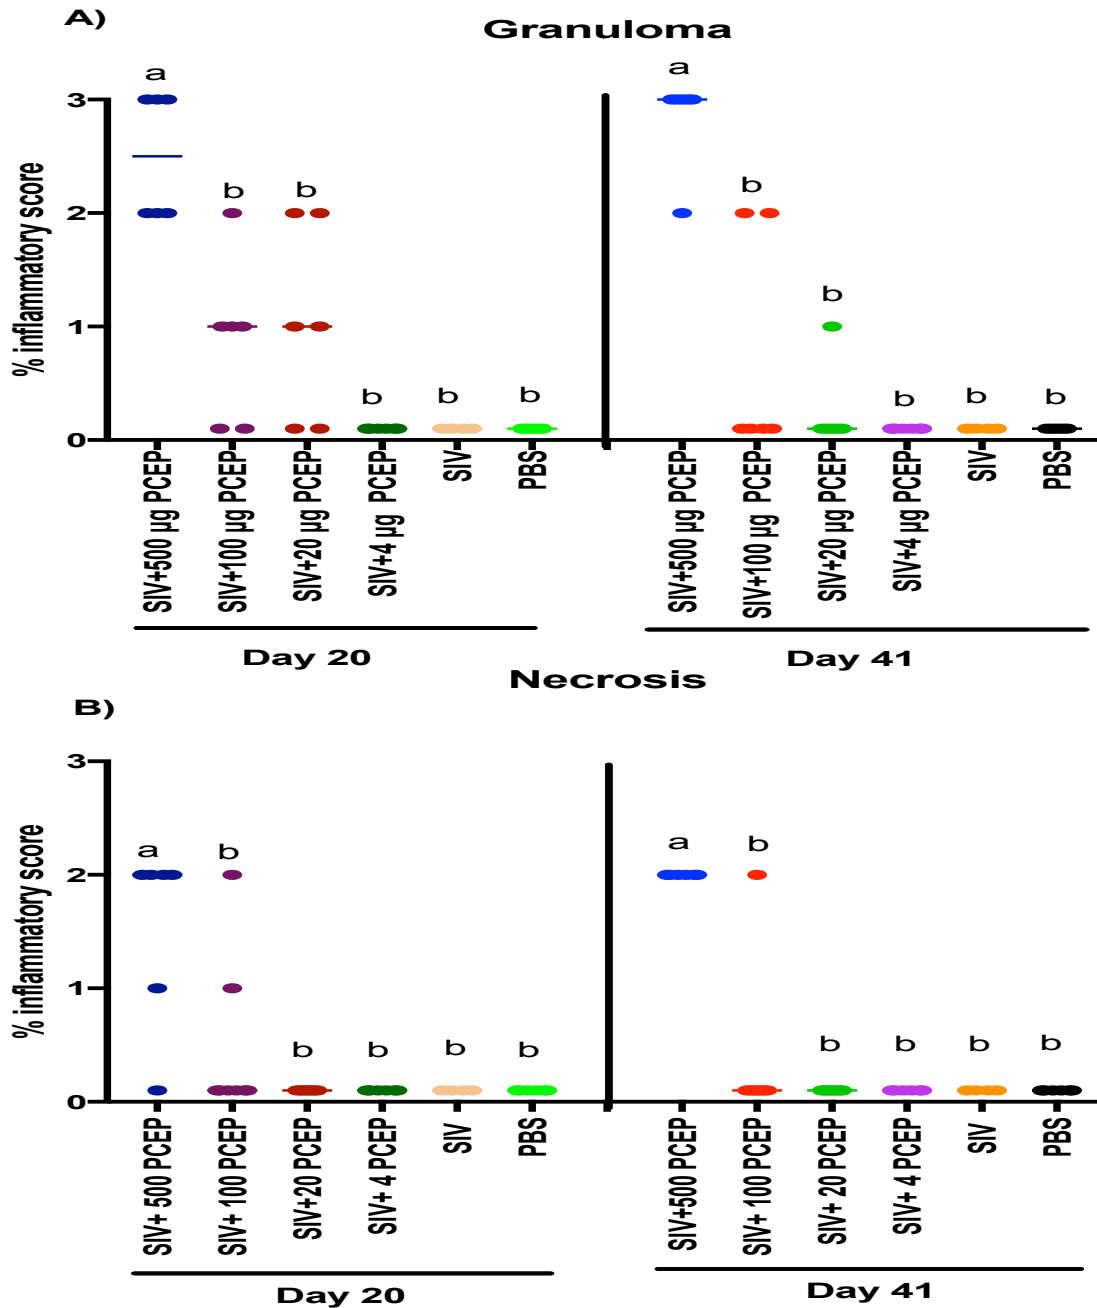 A)
Granuloma
% inflammatory score
3
2
1
0
a
b
b
b
b
b
a
b
b
b
b
b
SIV+500 µg PCEP
SIV+100 µg PCEP
SIV+20 µg PCEP
SIV+4 µg PCEP
SIV
PBS
SIV+500 µg PCEP
SIV+100 µg PCEP
SIV+20 µg PCEP
SIV+4 µg PCEP
SIV
PBS
Day 20
Day 41
Necrosis
B)
% inflammatory score
3
2
1
0
a
b
b
b
b
b
a
b
b
b
b
b
SIV+ 500 PCEP
SIV+ 100 PCEP
SIV+20 PCEP
SIV+ 4 PCEP
SIV
PBS
SIV+500 PCEP
SIV+ 100 PCEP
SIV+ 20 PCEP
SIV+ 4 PCEP
SIV
PBS
Day 20
Day 41